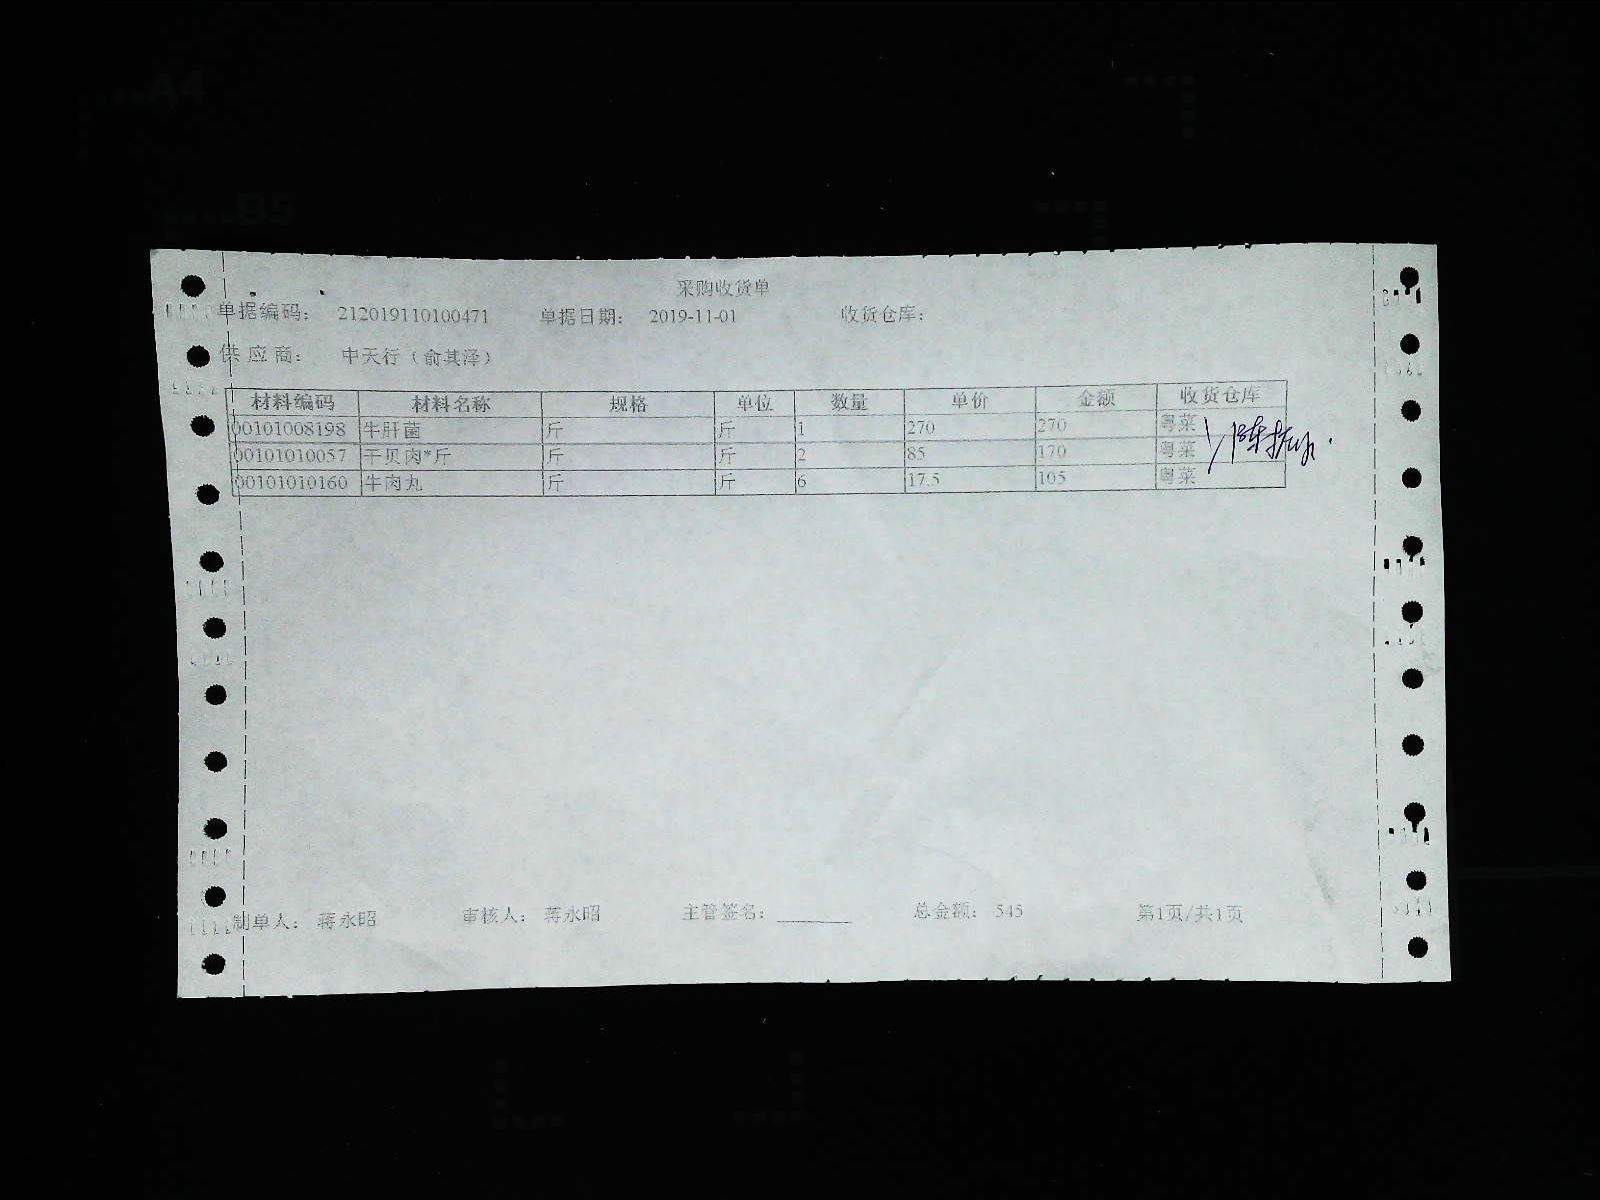 A4
B5
采购收货单
单据编码： 212019110100471 单据日期： 2019-11-01 收货仓库：
供应商： 中天行（俞其泽）
材料编码 材料名称 规格 单位 数量 单价 金额 收货仓库
00101008198 牛肝菌 斤 斤 1 270 270 粤菜
00101010057 干贝肉*斤 斤 斤 2 85 170 粤菜
00101010160 牛肉丸 斤 斤 6 17.5 105 粤菜
制单人： 蒋永昭 审核人： 蒋永昭 主管签名： 总金额： 545 第1页/共1页